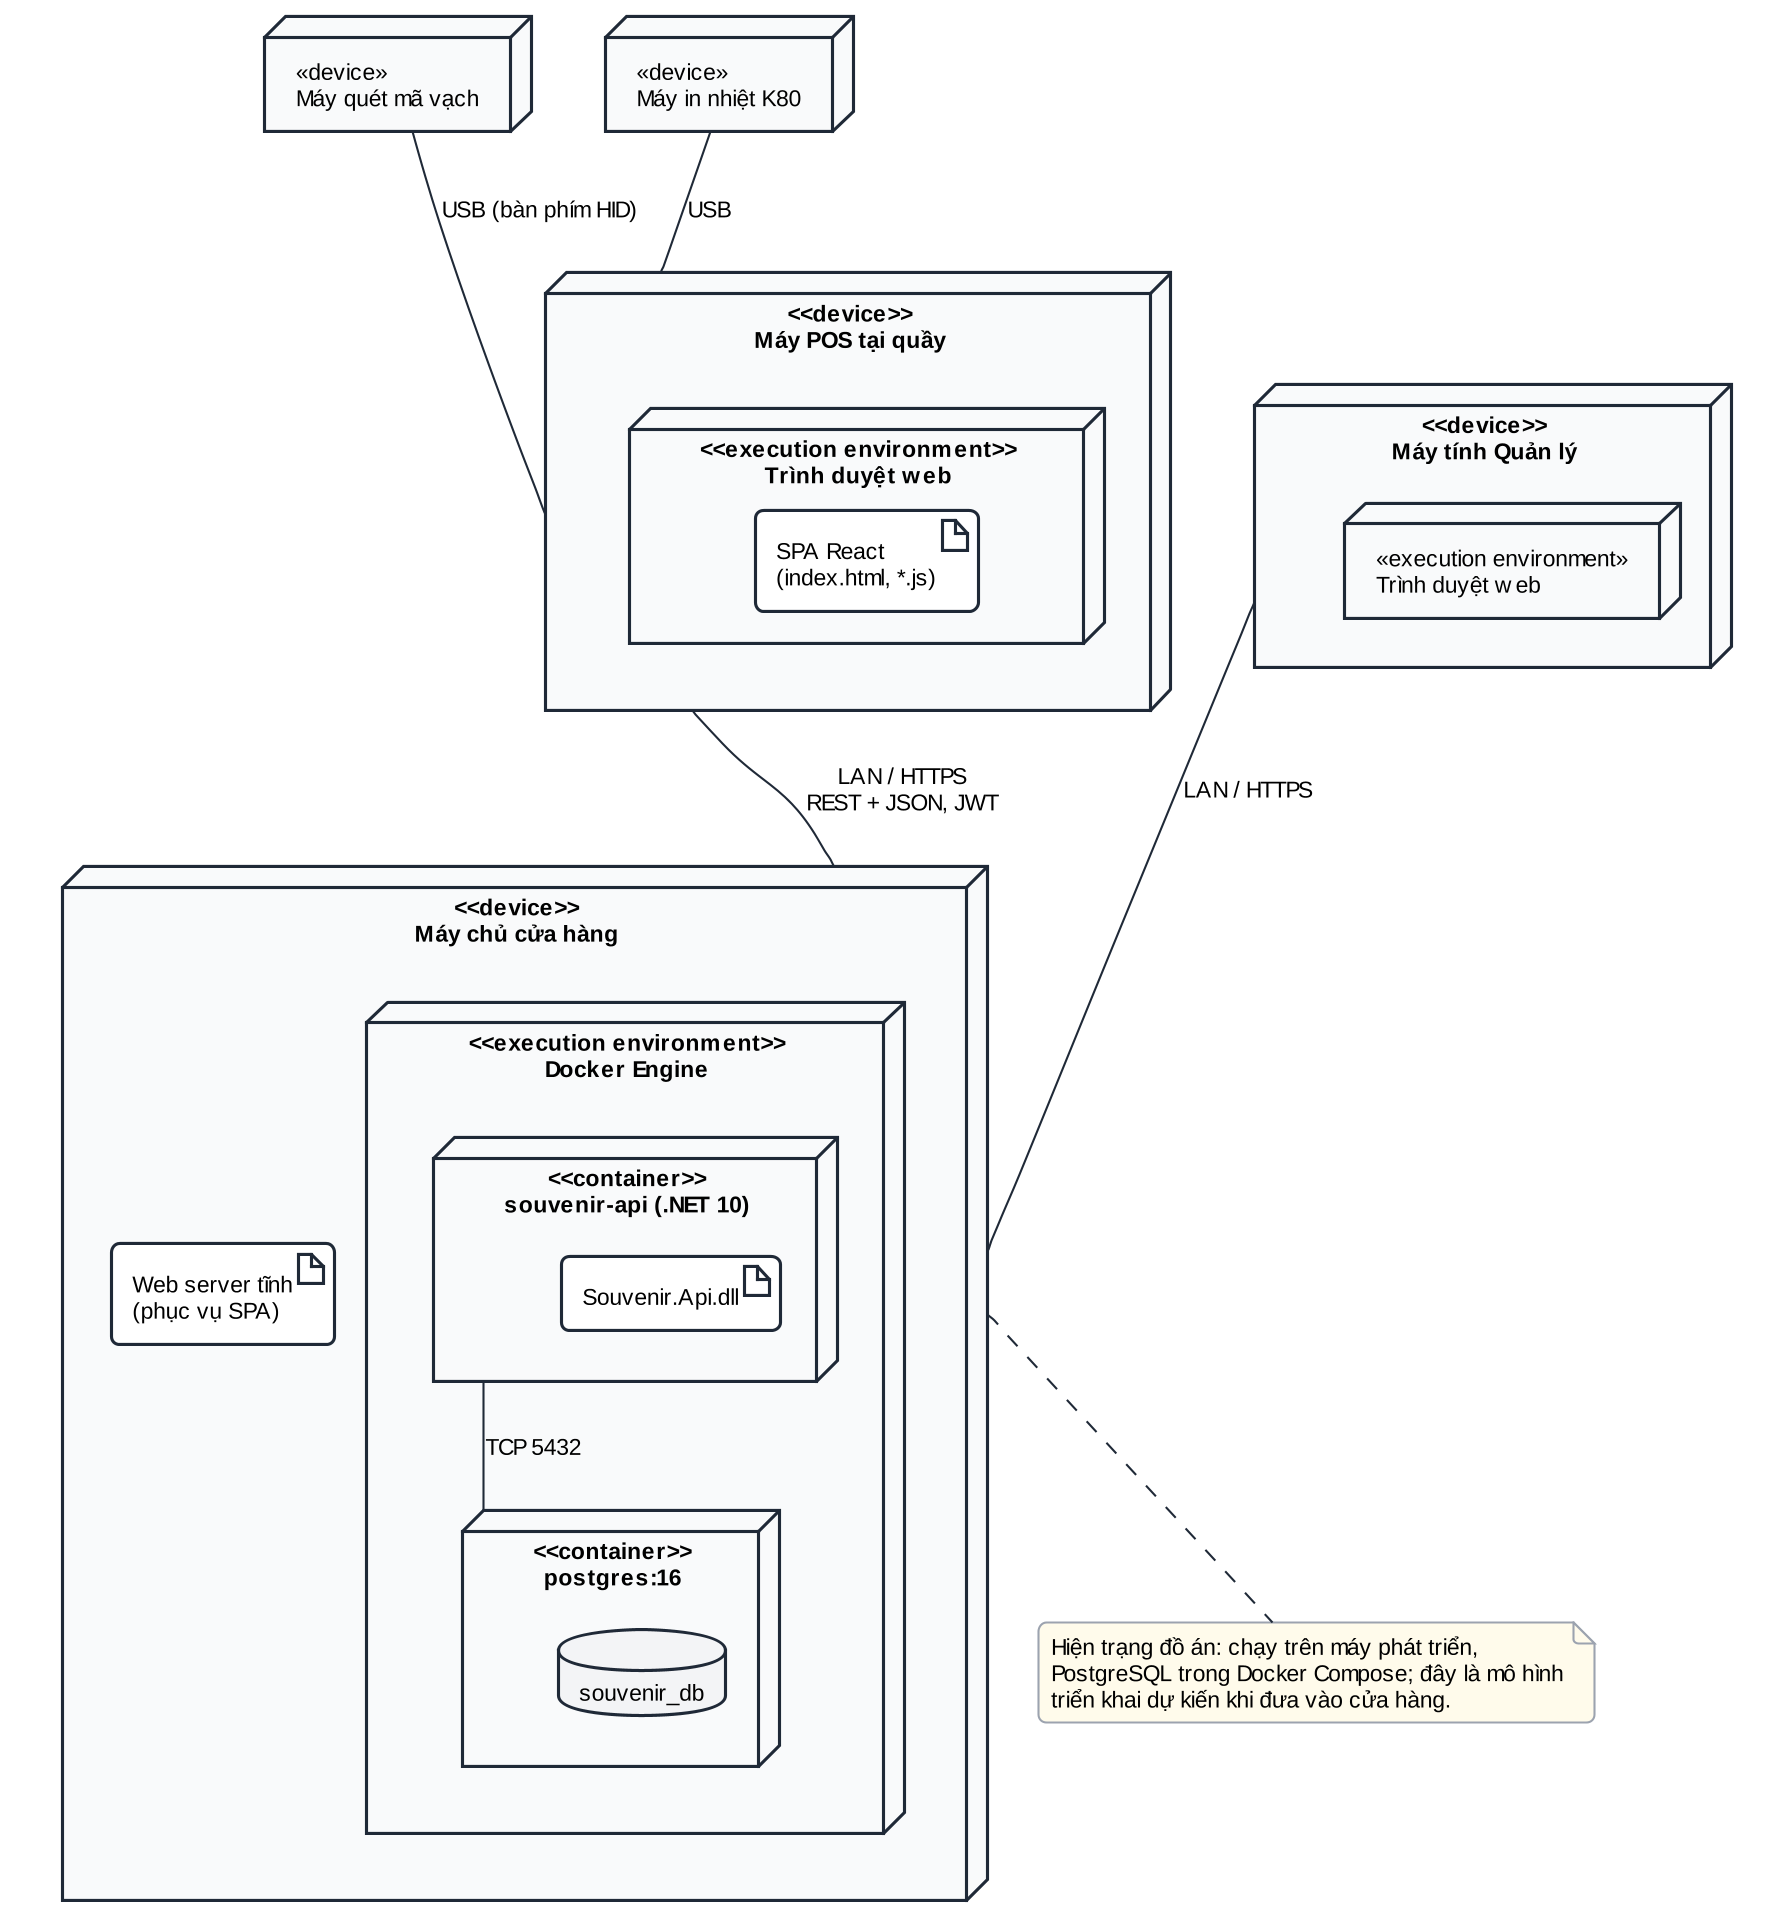 «device»
Máy quét mã vạch
«device»
Máy in nhiệt K80
USB (bàn phím HID)
USB
<<device>>
Máy POS tại quầy
<<execution environment>>
Trình duyệt web
SPA React
(index.html, *.js)
<<device>>
Máy tính Quản lý
«execution environment»
Trình duyệt web
LAN / HTTPS
REST + JSON, JWT
LAN / HTTPS
<<device>>
Máy chủ cửa hàng
<<execution environment>>
Docker Engine
<<container>>
souvenir-api (.NET 10)
Web server tĩnh
(phục vụ SPA)
Souvenir.Api.dll
TCP 5432
<<container>>
postgres:16
souvenir_db
Hiện trạng đồ án: chạy trên máy phát triển,
PostgreSQL trong Docker Compose; đây là mô hình
triển khai dự kiến khi đưa vào cửa hàng.